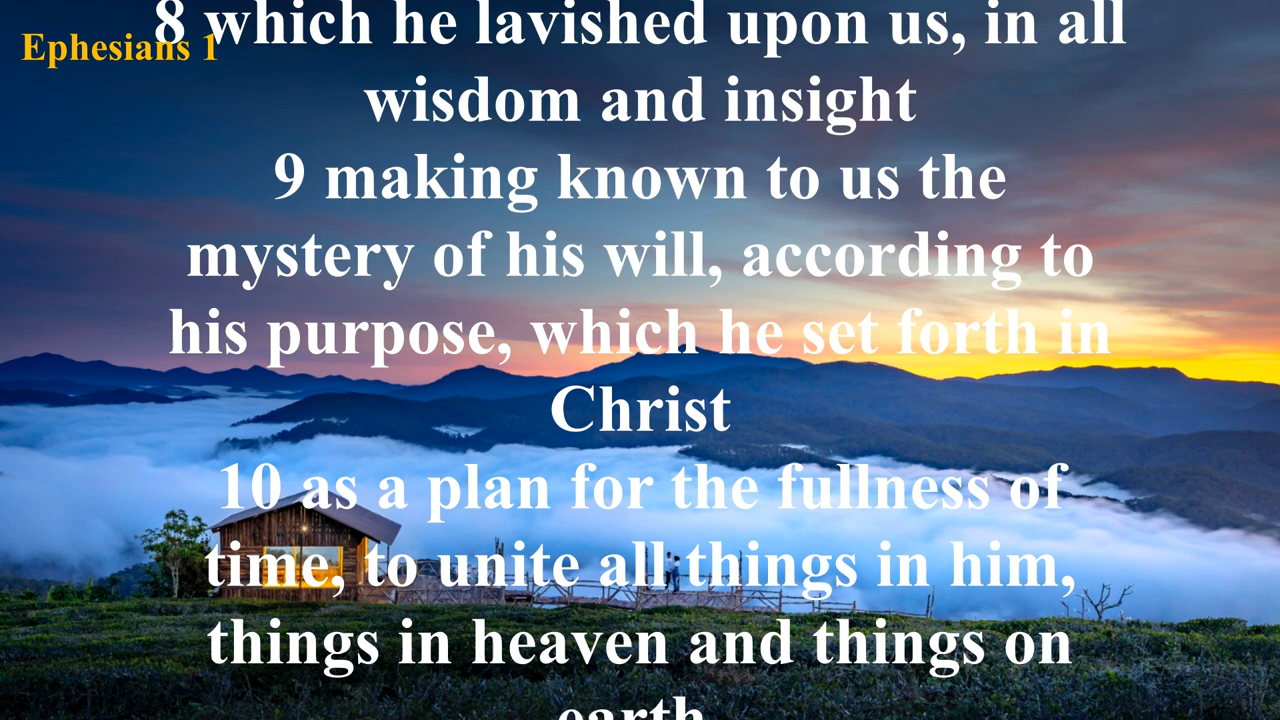 Ephesians 1
8 which he lavished upon us, in all
wisdom and insight
9 making known to us the
mystery of his will, according to
his purpose, which he set forth in
Christ
10 as a plan for the fullness of
time, to unite all things in him,
things in heaven and things on
earth